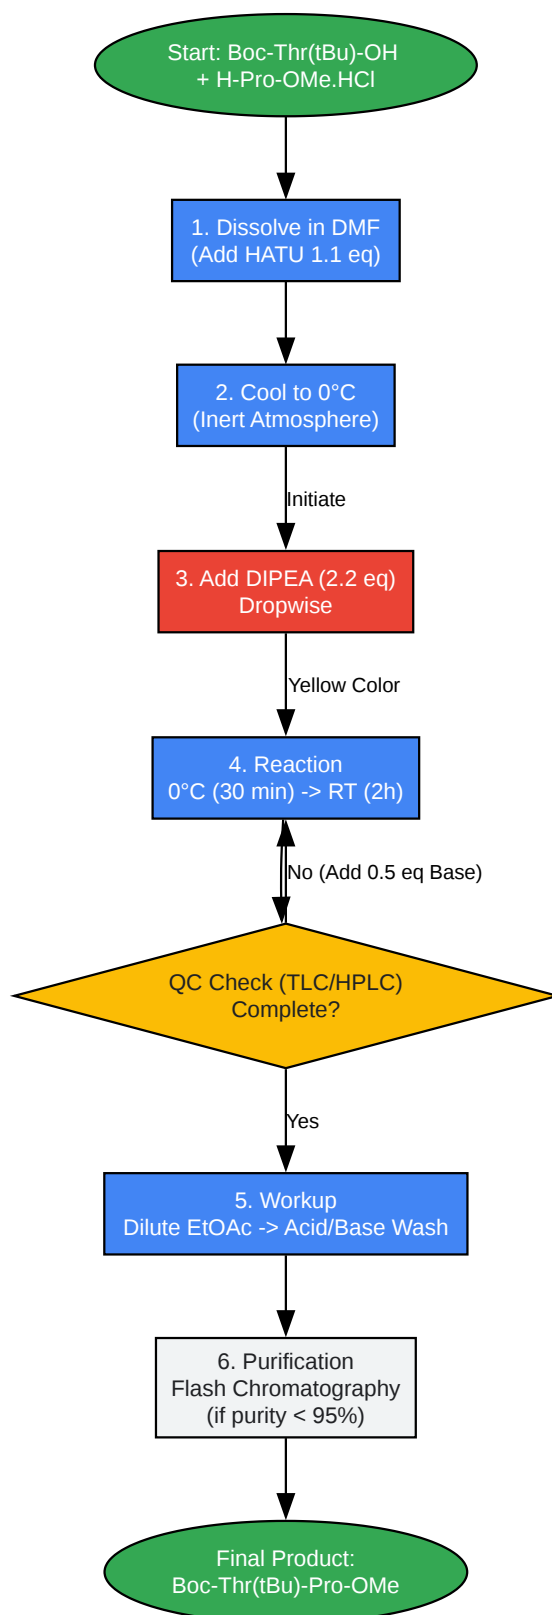 Start: Boc-Thr(tBu)-OH
+ H-Pro-OMe.HCl
1. Dissolve in DMF
(Add HATU 1.1 eq)
2. Cool to 0°C
(Inert Atmosphere)
Initiate
3. Add DIPEA (2.2 eq)
Dropwise
Yellow Color
4. Reaction
0°C (30 min) -> RT (2h)
No (Add 0.5 eq Base)
QC Check (TLC/HPLC)
Complete?
Yes
5. Workup
Dilute EtOAc -> Acid/Base Wash
6. Purification
Flash Chromatography
(if purity < 95%)
Final Product:
Boc-Thr(tBu)-Pro-OMe